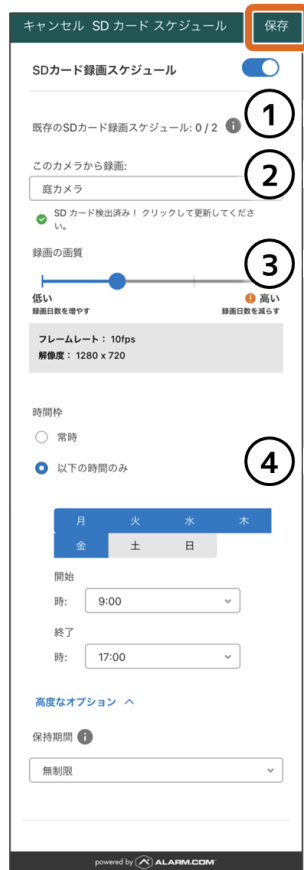 キャンセル SD カード スケジュール 保存
SDカード録画スケジュール
既存のSDカード録画スケジュール: 0 / 2 i
①
このカメラから録画:
②
庭カメラ
SD カード検出済み！ クリックして更新してくださ
い。
録画の画質
③
低い ! 高い
録画日数を増やす 録画日数を減らす
フレームレート： 10fps
解像度： 1280 x 720
時間枠
常時
④
以下の時間のみ
月 火 水 木
金 土 日
開始
時: 9:00
終了
時: 17:00
高度なオプション
保持期間 i
無制限
powered by ALARM.COM